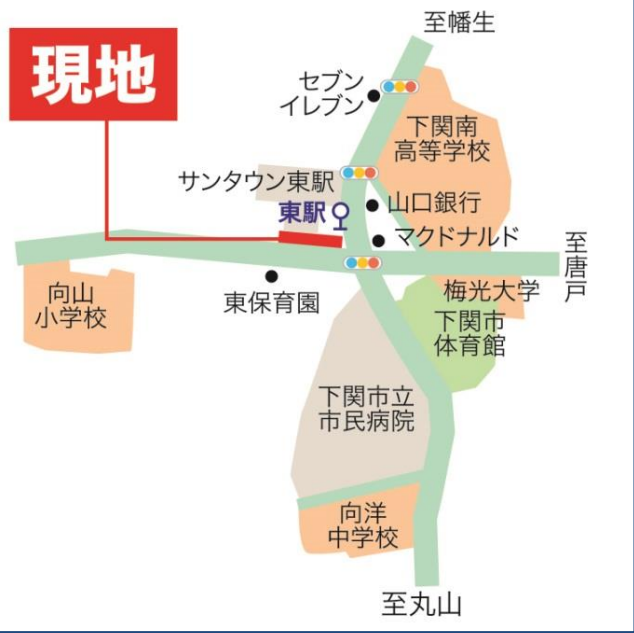 至幡生
現地
セブン
イレブン
下関南
高等学校
サンタウン東駅
山口銀行
東駅
マクドナルド
至唐戸
向山
小学校
東保育園
梅光大学
下関市
体育館
下関市立
市民病院
向洋
中学校
至丸山